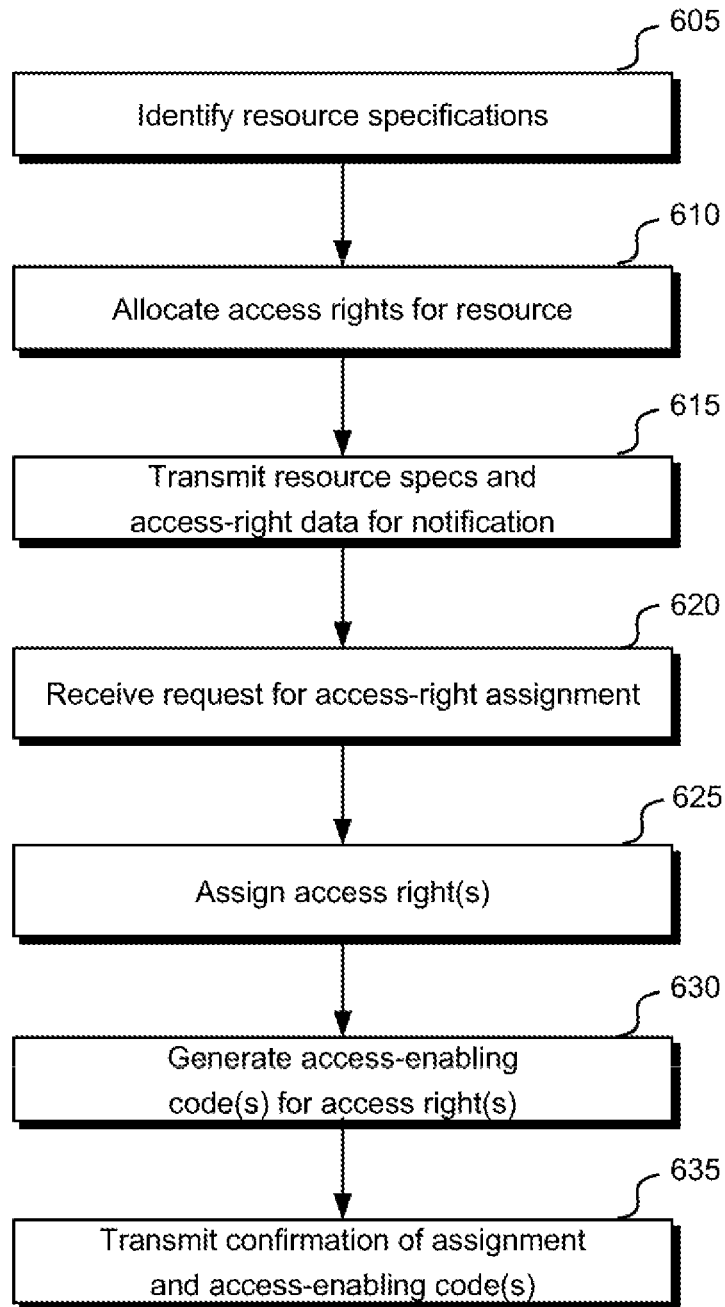 605
Identify resource specifications
610
Allocate access rights for resource
615
Transmit resource specs and
access-right data for notification
620
Receive request for access-right assignment
625
Assign access right(s)
630
Generate access-enabling
code(s) for access right(s)
635
Transmit confirmation of assignment
and access-enabling code(s)